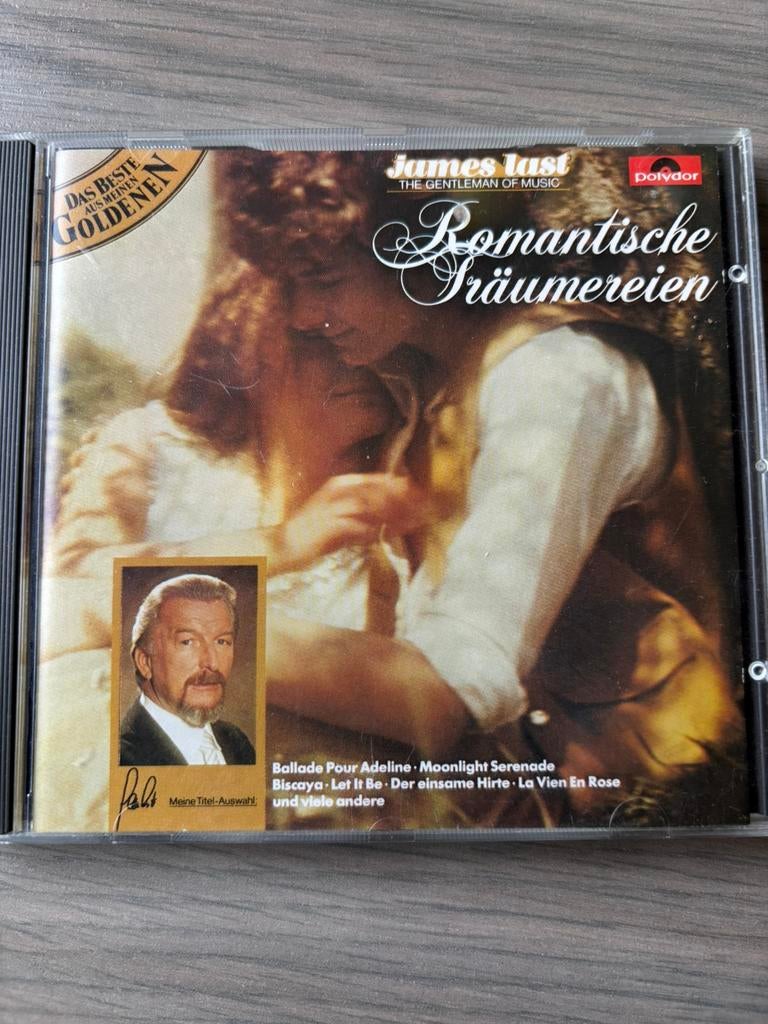 DAS BESTE
AUS MEINEN
GOLDENEN
james last
THE GENTLEMAN OF MUSIC
polydor
Romantische
Träumereien
Ballade Pour Adeline · Moonlight Serenade
Biscaya · Let It Be · Der einsame Hirte · La Vien En Rose
und viele andere
Meine Titel-Auswahl: